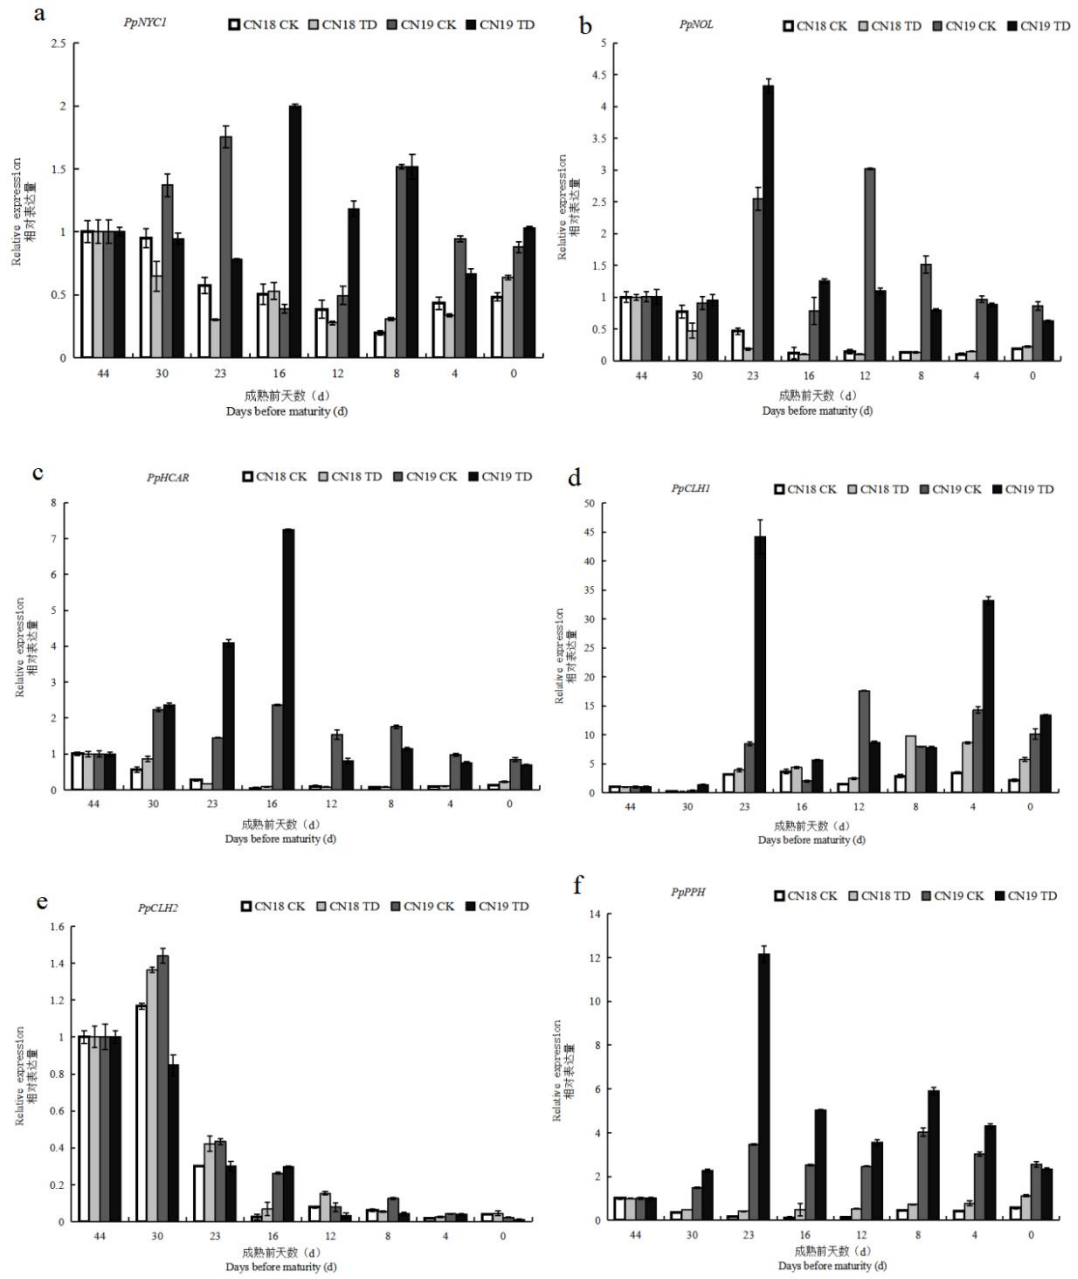 a
PpNYC1
CN18 CK CN18 TD CN19 CK CN19 TD
2.5
2
1.5
1
0.5
0
Relative expression
相对表达量
44 30 23 16 12 8 4 0
成熟前天数（d）
Days before maturity (d)
b
PpNOL
CN18 CK CN18 TD CN19 CK CN19 TD
5
4.5
4
3.5
3
2.5
2
1.5
1
0.5
0
Relative expression
相对表达量
44 30 23 16 12 8 4 0
成熟前天数（d）
Days before maturity (d)
c
PpHCAR
CN18 CK CN18 TD CN19 CK CN19 TD
8
7
6
5
4
3
2
1
0
Relative expression
相对表达量
44 30 23 16 12 8 4 0
成熟前天数（d）
Days before maturity (d)
d
PpCLH1
CN18 CK CN18 TD CN19 CK CN19 TD
50
45
40
35
30
25
20
15
10
5
0
Relative expression
相对表达量
44 30 23 16 12 8 4 0
成熟前天数（d）
Days before maturity (d)
e
PpCLH2
CN18 CK CN18 TD CN19 CK CN19 TD
1.6
1.4
1.2
1
0.8
0.6
0.4
0.2
0
Relative expression
相对表达量
44 30 23 16 12 8 4 0
成熟前天数（d）
Days before maturity (d)
f
PpPPH
CN18 CK CN18 TD CN19 CK CN19 TD
14
12
10
8
6
4
2
0
Relative expression
相对表达量
44 30 23 16 12 8 4 0
成熟前天数（d）
Days before maturity (d)